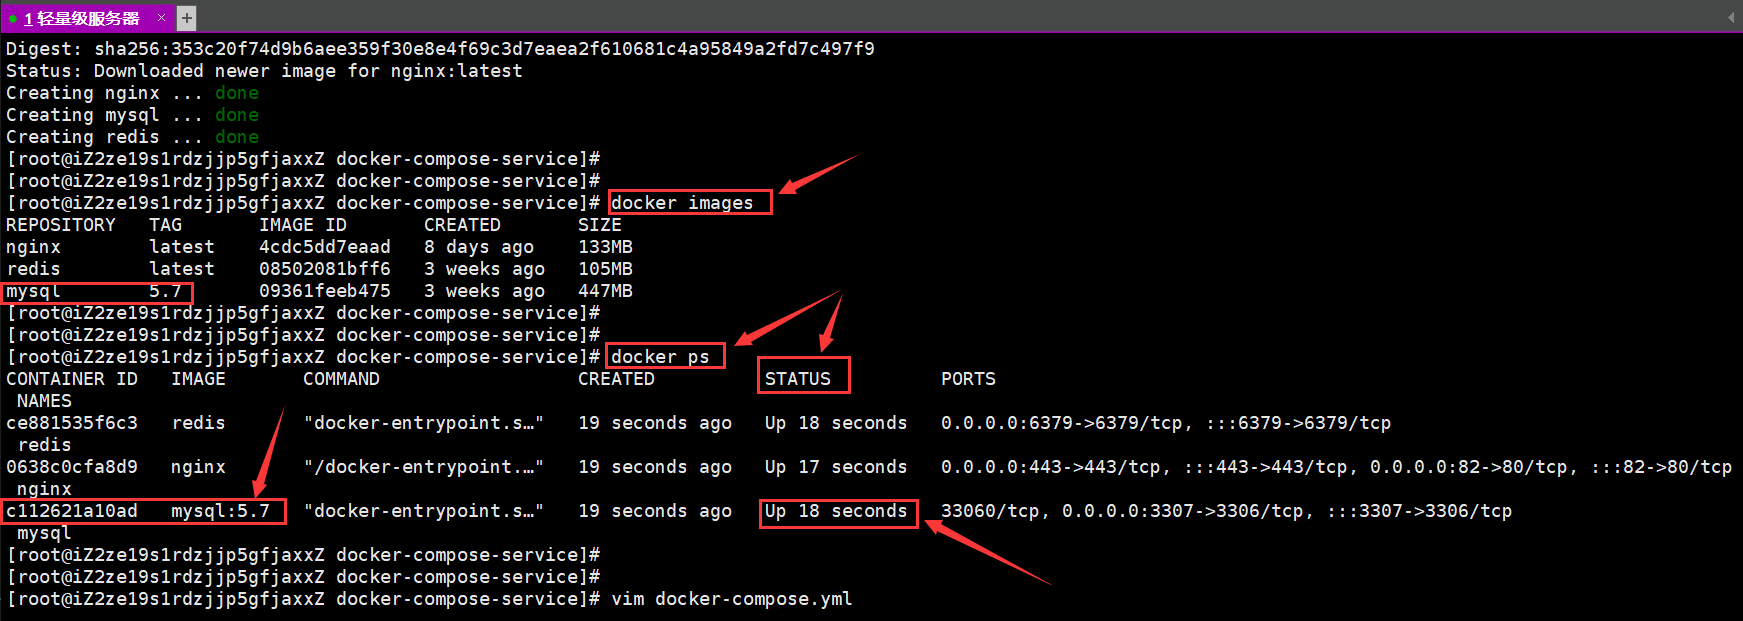 1 轻量级服务器 × +
Digest: sha256:353c20f74d9b6aee359f30e8e4f69c3d7eaea2f610681c4a95849a2fd7c497f9
Status: Downloaded newer image for nginx:latest
Creating nginx ... done
Creating mysql ... done
Creating redis ... done
[root@iZ2ze19s1rdzjjp5gfjaxxZ docker-compose-service]#
[root@iZ2ze19s1rdzjjp5gfjaxxZ docker-compose-service]#
[root@iZ2ze19s1rdzjjp5gfjaxxZ docker-compose-service]# docker images
REPOSITORY   TAG       IMAGE ID       CREATED       SIZE
nginx        latest    4cdc5dd7eaad   8 days ago    133MB
redis        latest    08502081bff6   3 weeks ago   105MB
mysql        5.7       09361feeb475   3 weeks ago   447MB
[root@iZ2ze19s1rdzjjp5gfjaxxZ docker-compose-service]#
[root@iZ2ze19s1rdzjjp5gfjaxxZ docker-compose-service]#
[root@iZ2ze19s1rdzjjp5gfjaxxZ docker-compose-service]# docker ps
CONTAINER ID   IMAGE       COMMAND                  CREATED          STATUS          PORTS
 NAMES
ce881535f6c3   redis       "docker-entrypoint.s…"   19 seconds ago   Up 18 seconds   0.0.0.0:6379->6379/tcp, :::6379->6379/tcp
 redis
0638c0cfa8d9   nginx       "/docker-entrypoint.…"   19 seconds ago   Up 17 seconds   0.0.0.0:443->443/tcp, :::443->443/tcp, 0.0.0.0:82->80/tcp, :::82->80/tcp
 nginx
c112621a10ad   mysql:5.7   "docker-entrypoint.s…"   19 seconds ago   Up 18 seconds   33060/tcp, 0.0.0.0:3307->3306/tcp, :::3307->3306/tcp
 mysql
[root@iZ2ze19s1rdzjjp5gfjaxxZ docker-compose-service]#
[root@iZ2ze19s1rdzjjp5gfjaxxZ docker-compose-service]#
[root@iZ2ze19s1rdzjjp5gfjaxxZ docker-compose-service]# vim docker-compose.yml